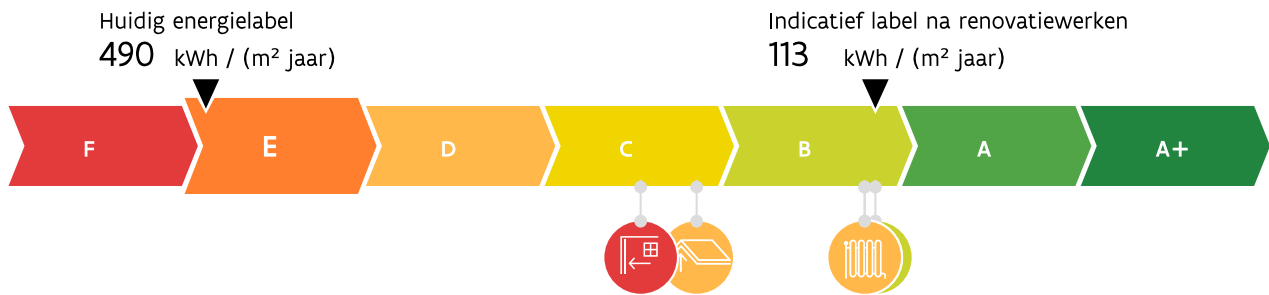 Huidig energielabel
490 kWh / (m² jaar)
Indicatief label na renovatiewerken
113 kWh / (m² jaar)
F E D C B A A+